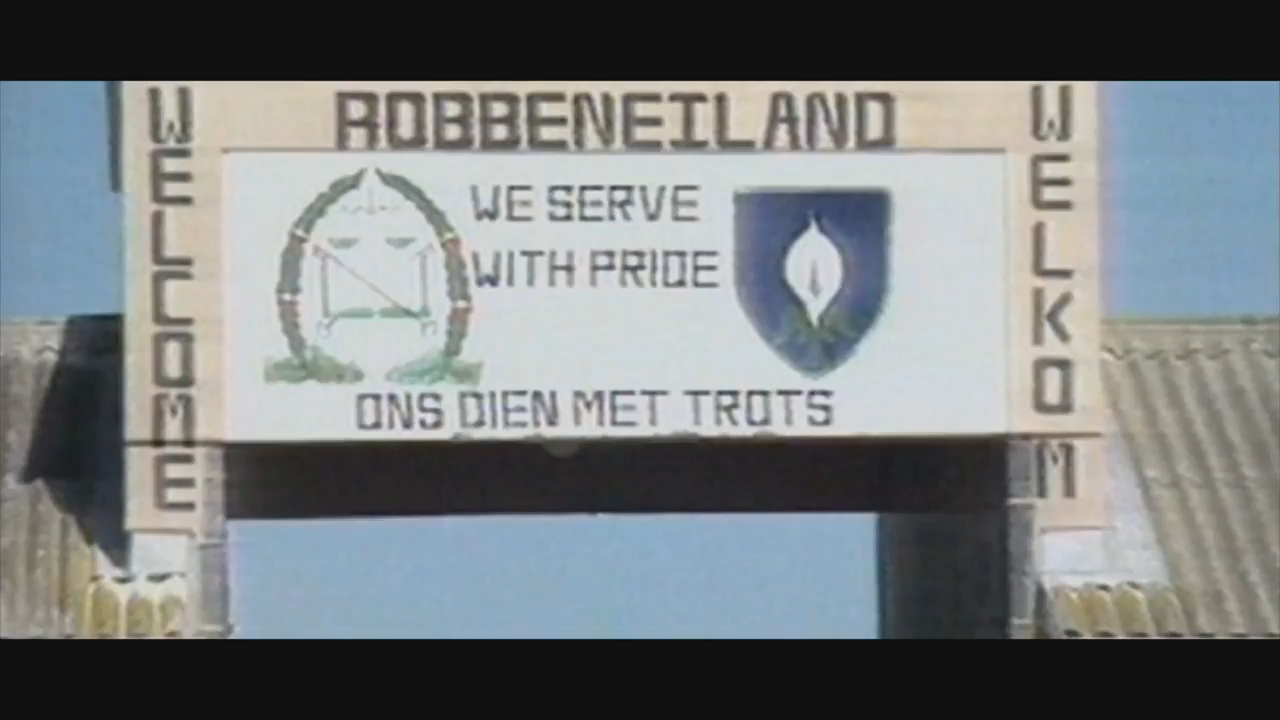 ROBBENEILAND
WELCOME
WE SERVE
WITH PRIDE
ONS DIEN MET TROTS
WELKOM